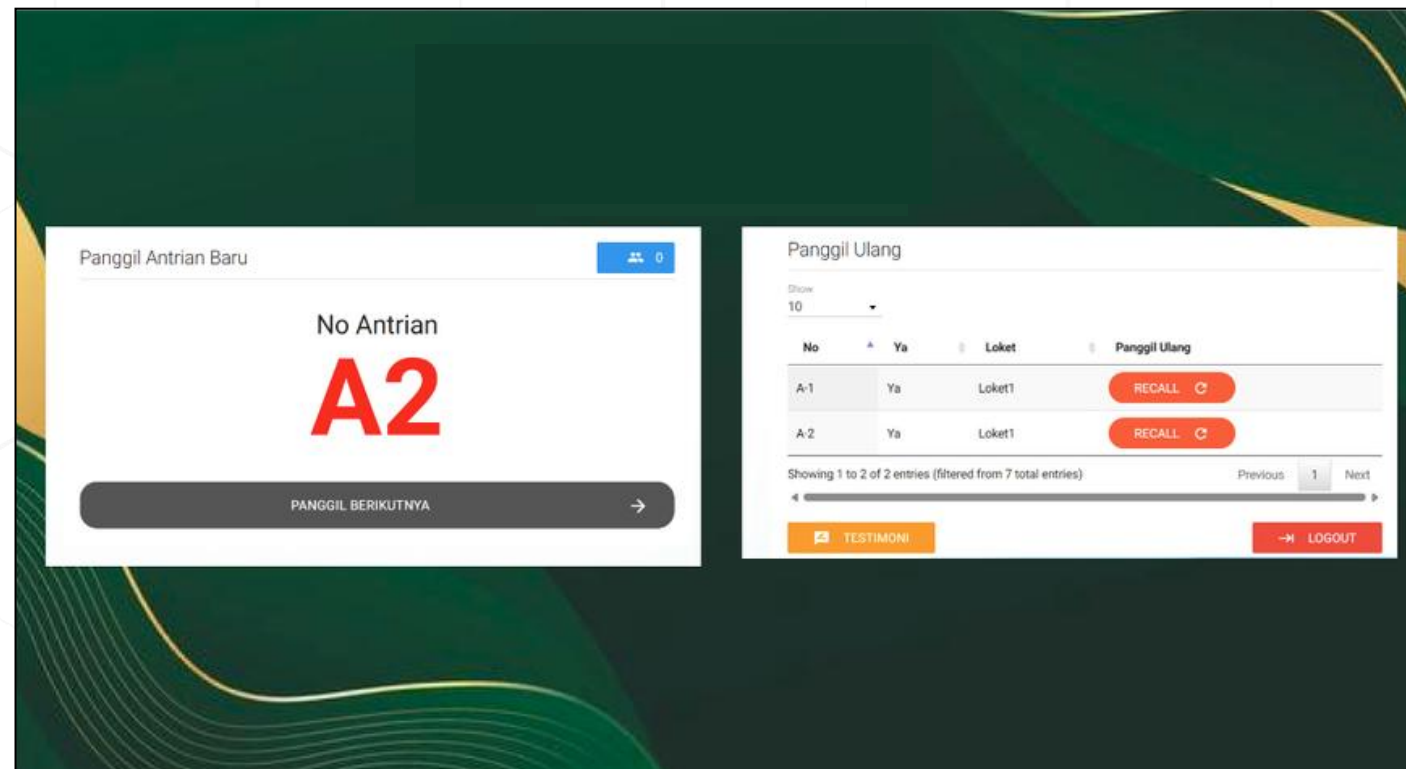 Panggil Antrian Baru
0
No Antrian
A2
PANGGIL BERIKUTNYA
Panggil Ulang
Show
10
No Ya Loket Panggil Ulang
A-1 Ya Loket1 RECALL
A-2 Ya Loket1 RECALL
Showing 1 to 2 of 2 entries (filtered from 7 total entries) Previous 1 Next
TESTIMONI LOGOUT